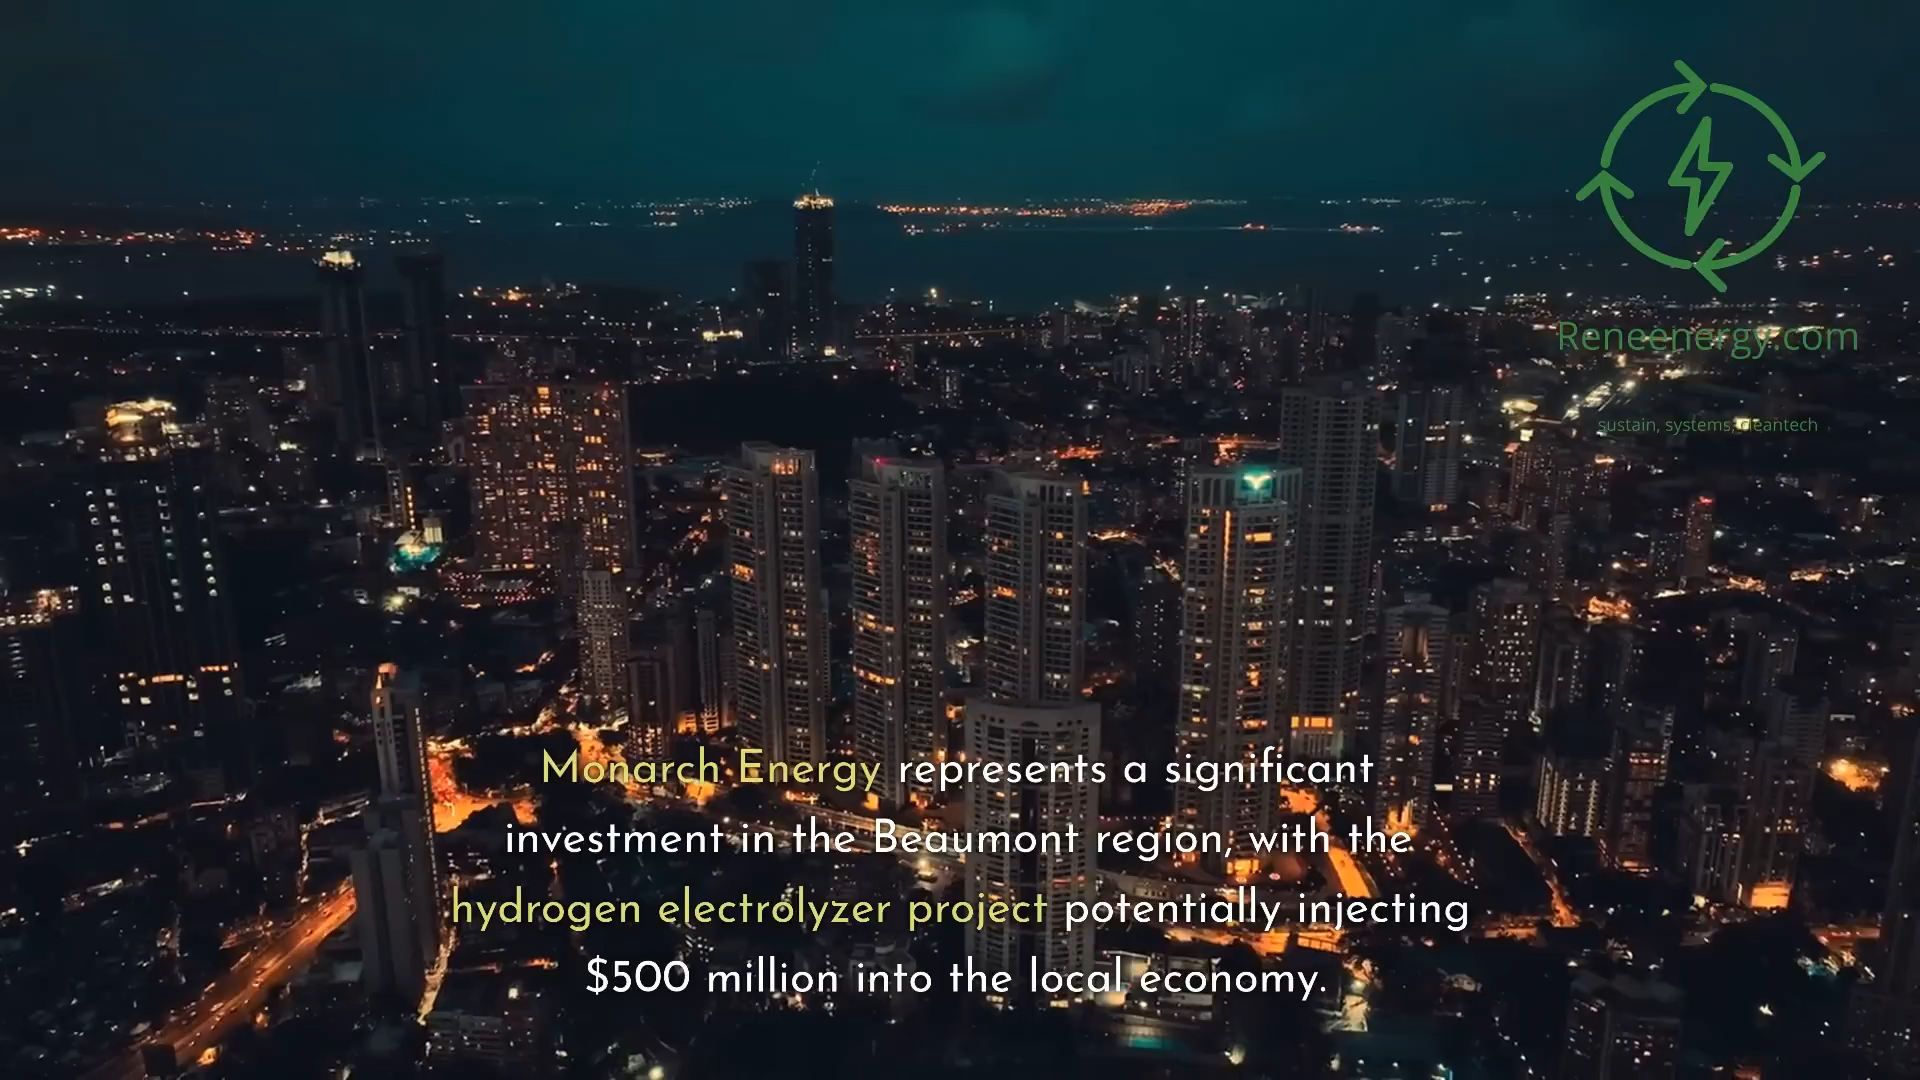 Reneenergy.com
sustain, systems, cleantech
Monarch Energy represents a significant
investment in the Beaumont region, with the
hydrogen electrolyzer project potentially injecting
$500 million into the local economy.